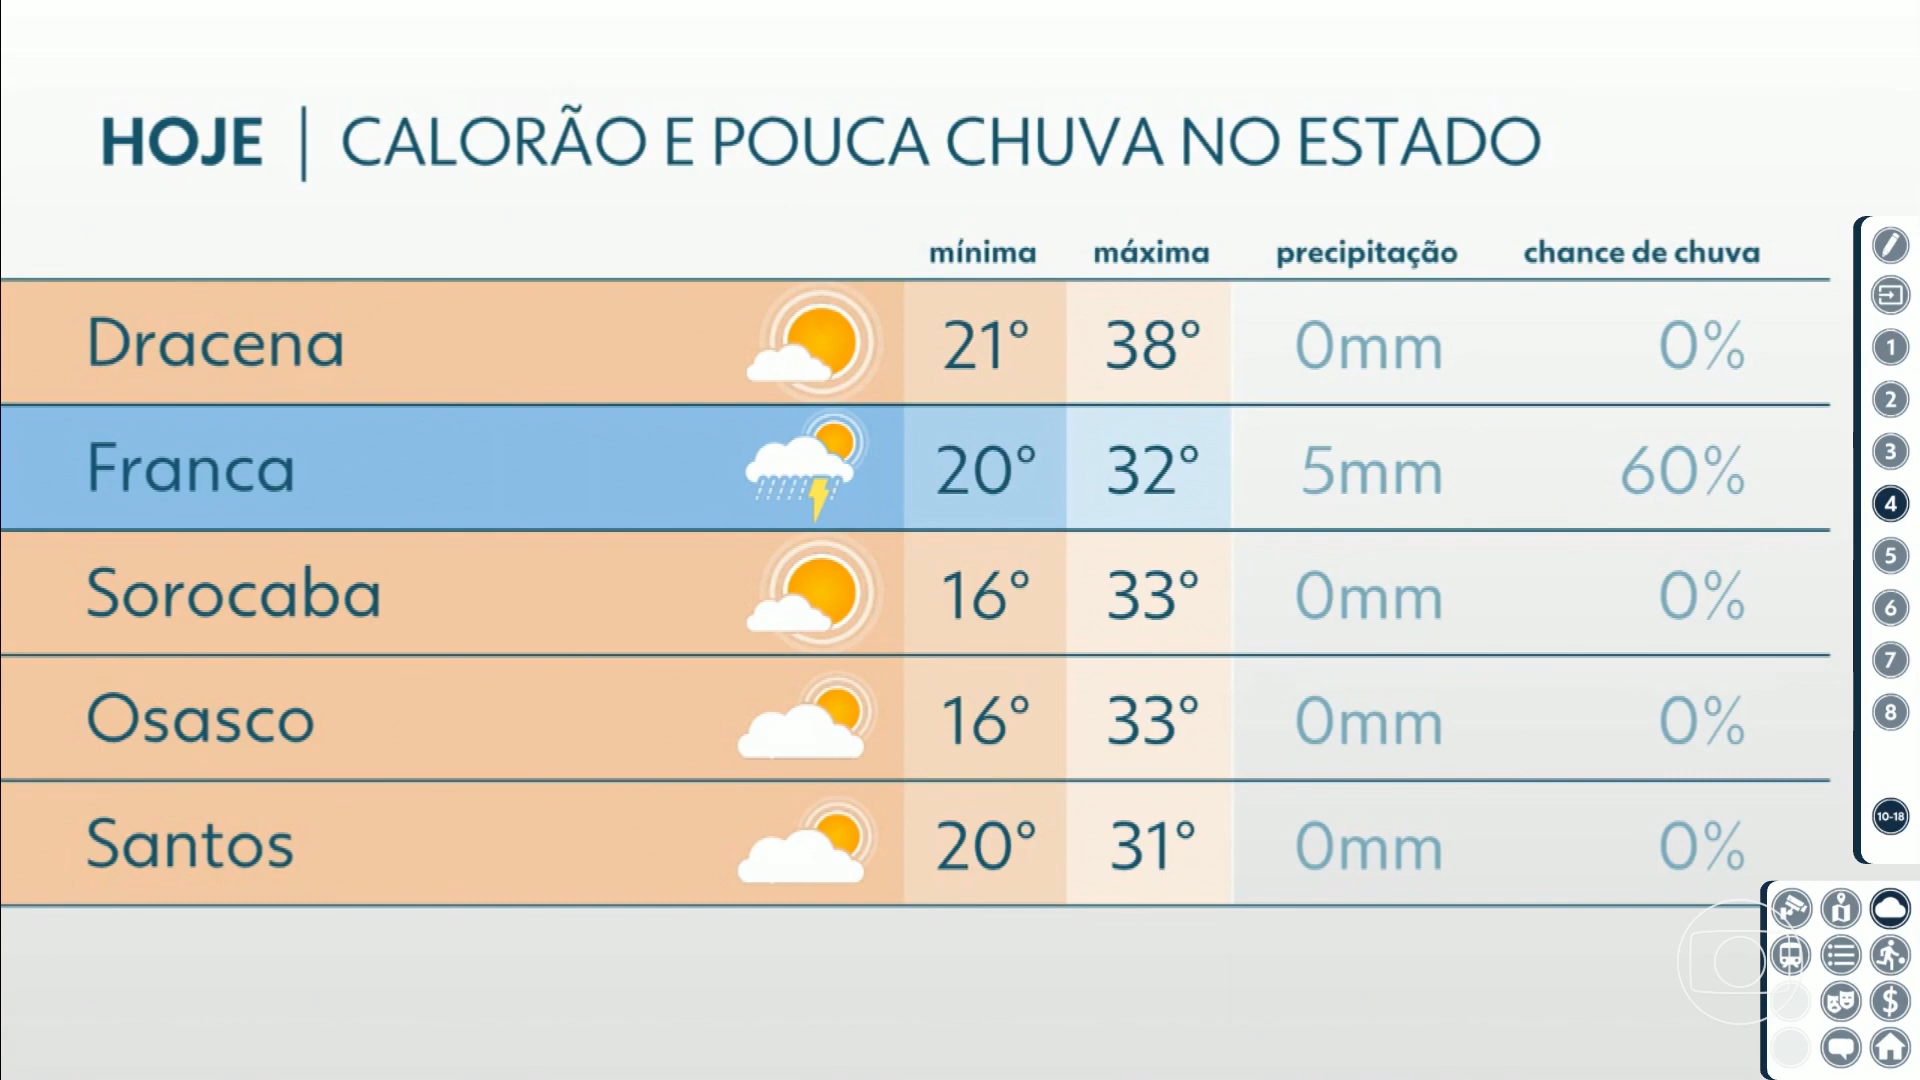 HOJE | CALORÃO E POUCA CHUVA NO ESTADO
mínima máxima precipitação chance de chuva
Dracena 21° 38° 0mm 0%
Franca 20° 32° 5mm 60%
Sorocaba 16° 33° 0mm 0%
Osasco 16° 33° 0mm 0%
Santos 20° 31° 0mm 0%
1
2
3
4
5
6
7
8
10-18
$